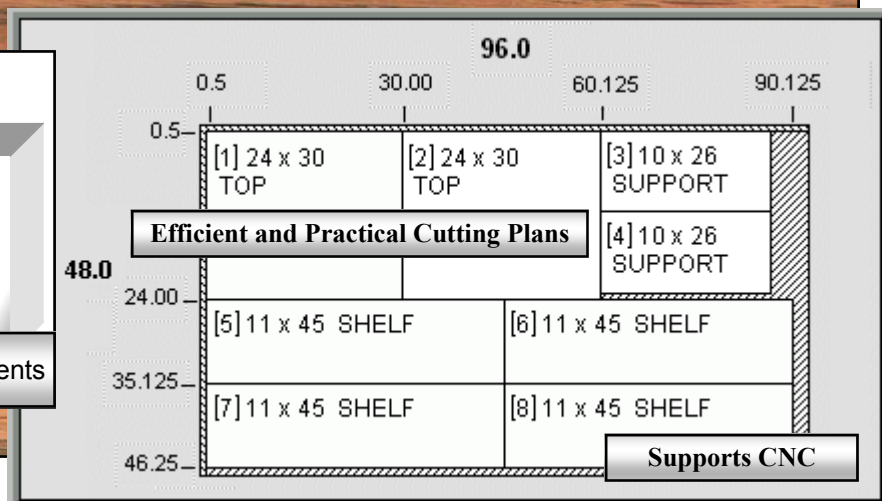 96.0
0.5 30.00 60.125 90.125
0.5
[1] 24 x 30
TOP
[2] 24 x 30
TOP
[3] 10 x 26
SUPPORT
Efficient and Practical Cutting Plans
[4] 10 x 26
SUPPORT
48.0
24.00
[5] 11 x 45 SHELF
[6] 11 x 45 SHELF
ents
35.125
[7] 11 x 45 SHELF
[8] 11 x 45 SHELF
46.25
Supports CNC